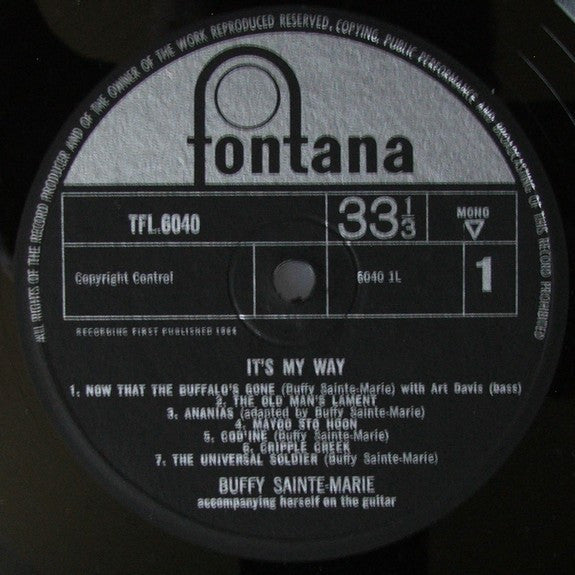 ALL RIGHTS OF THE RECORD PRODUCER AND OF THE OWNER OF THE WORK REPRODUCED RESERVED. COPYING, PUBLIC PERFORMANCE AND BROADCASTING OF THIS RECORD PROHIBITED
fontana
TFL.6040
33 1/3
MONO
Copyright Control
6040 1L
1
RECORDING FIRST PUBLISHED 1964
IT'S MY WAY
1. NOW THAT THE BUFFALO'S GONE (Buffy Sainte-Marie) with Art Davis (bass)
2. THE OLD MAN'S LAMENT
3. ANANIAS (adapted by Buffy Sainte-Marie)
4. MAYOO STO HOON
5. COD'INE (Buffy Sainte-Marie)
6. CRIPPLE CREEK
7. THE UNIVERSAL SOLDIER (Buffy Sainte-Marie)
BUFFY SAINTE-MARIE
accompanying herself on the guitar